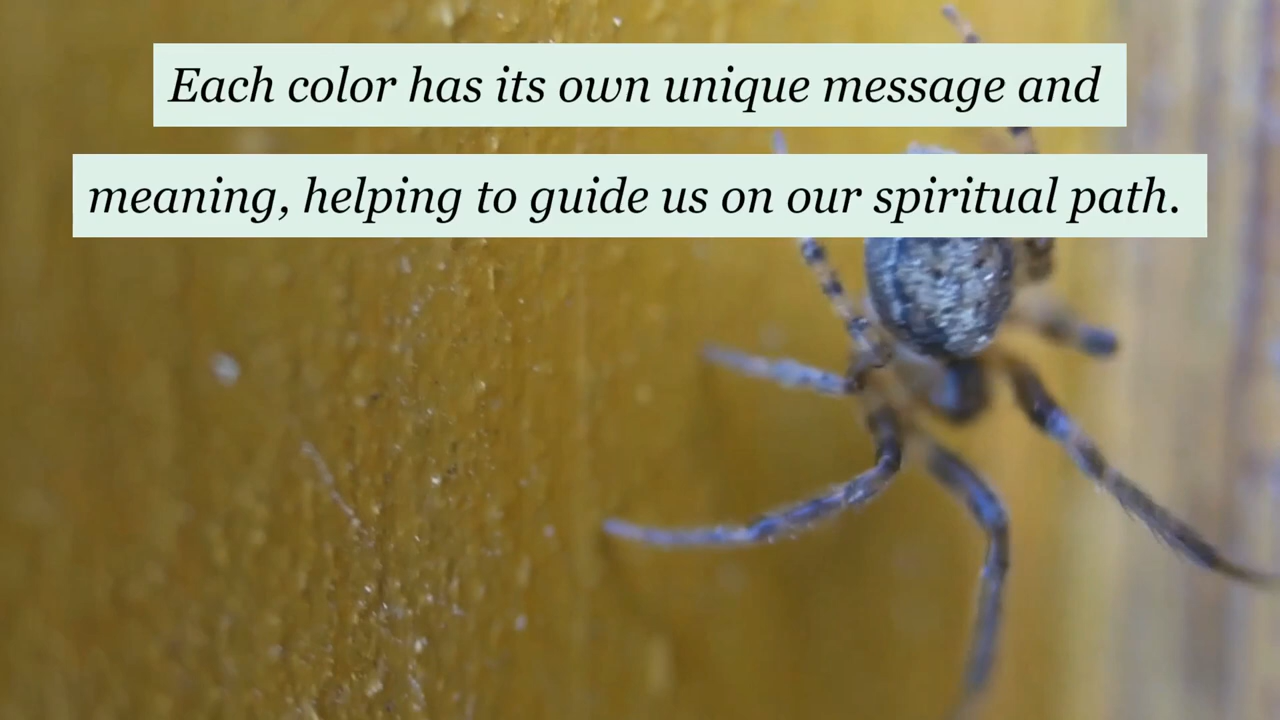 Each color has its own unique message and
meaning, helping to guide us on our spiritual path.